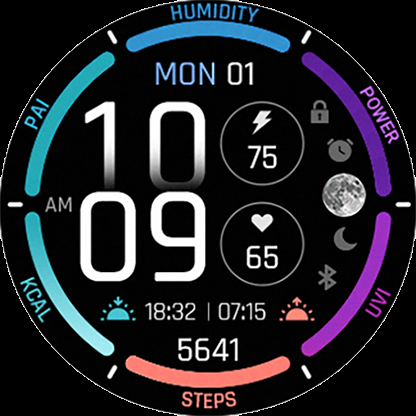 HUMIDITY
MON 01
PAI
POWER
10
75
AM
09
65
KCAL
UVI
18:32 | 07:15
5641
STEPS